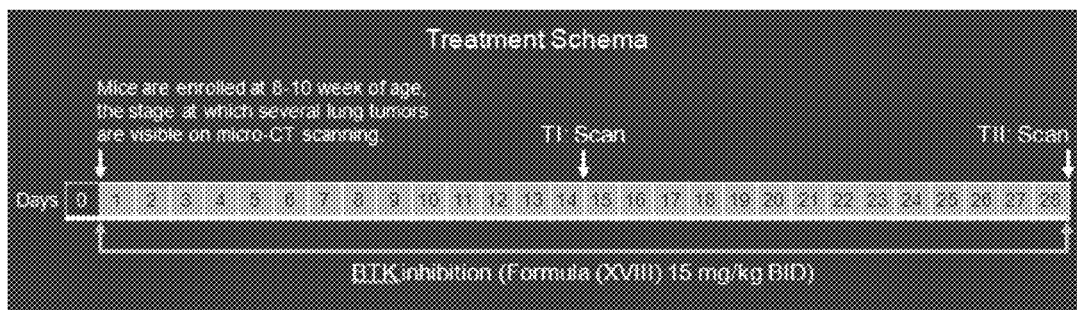 Treatment Schema
Mice are enrolled at 8-10 week of age,
the stage at which several lung tumors
are visible on micro-CT scanning.
TI: Scan
TII: Scan
Days 0 1 2 3 4 5 6 7 8 9 10 11 12 13 14 15 16 17 18 19 20 21 22 23 24 25 26 27 28
BTK inhibition (Formula (XVIII) 15 mg/kg BID)